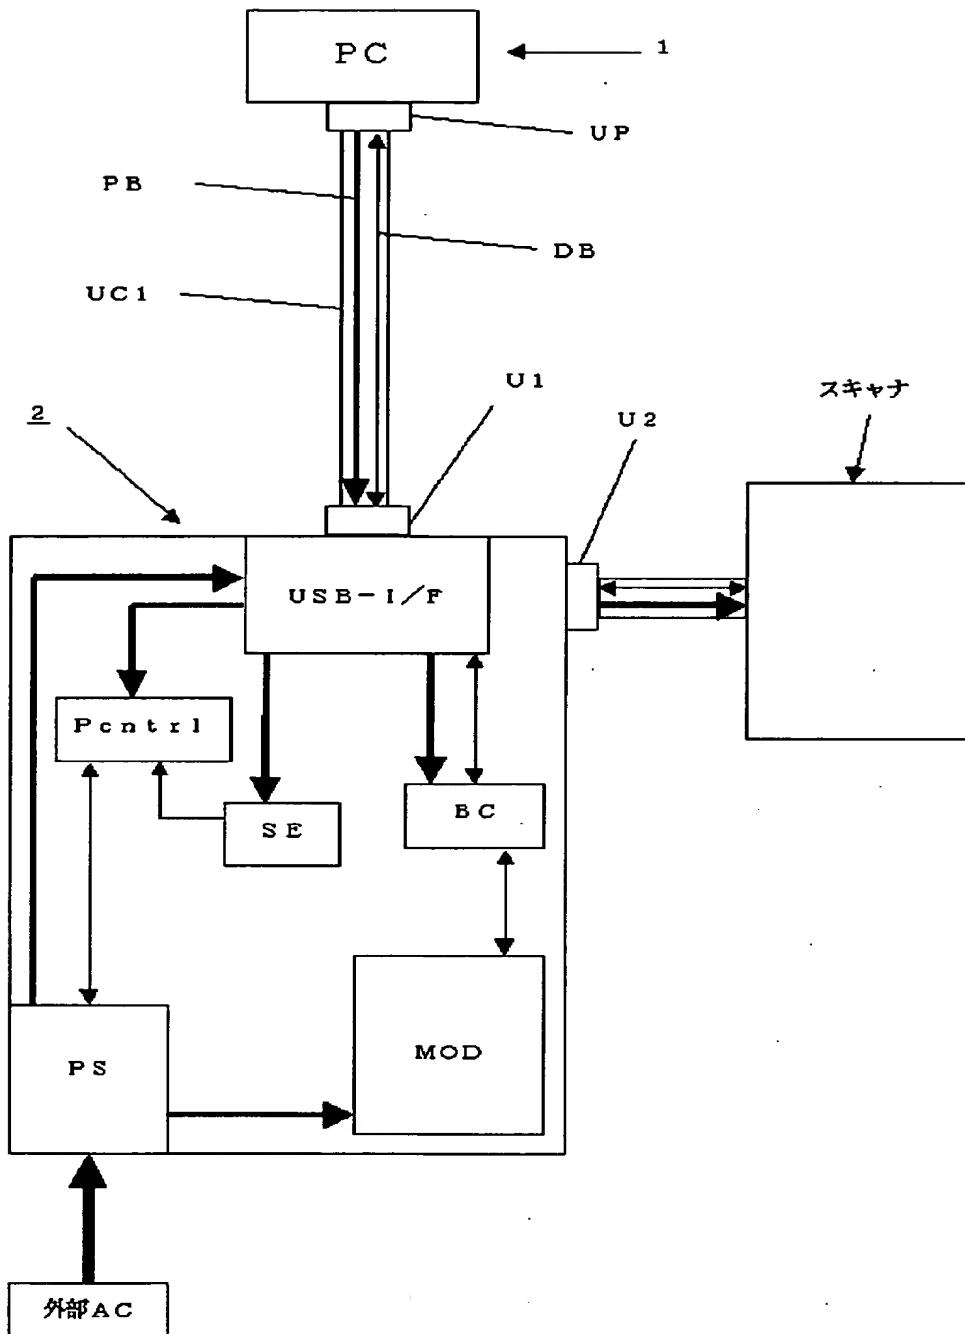 PC
1
UP
PB
DB
UC1
U1
スキャナ
2
U2
USB-I/F
Pcntrl
SE
BC
PS
MOD
外部AC